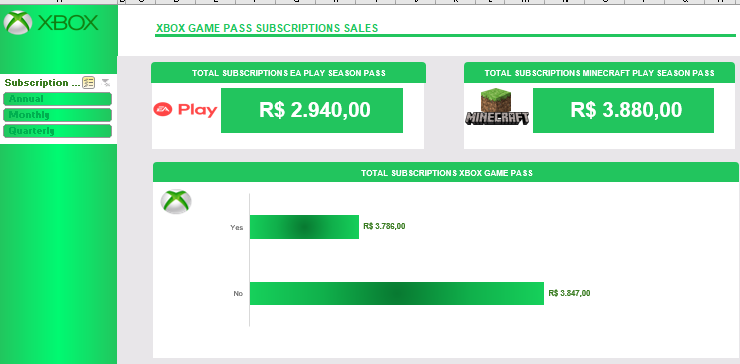 XBOX
XBOX GAME PASS SUBSCRIPTIONS SALES
Subscription ...
Annual
Monthly
Quarterly
TOTAL SUBSCRIPTIONS EA PLAY SEASON PASS
EA Play
R$ 2.940,00
TOTAL SUBSCRIPTIONS MINECRAFT PLAY SEASON PASS
MINECRAFT
R$ 3.880,00
TOTAL SUBSCRIPTIONS XBOX GAME PASS
Yes
R$ 3.786,00
No
R$ 3.847,00